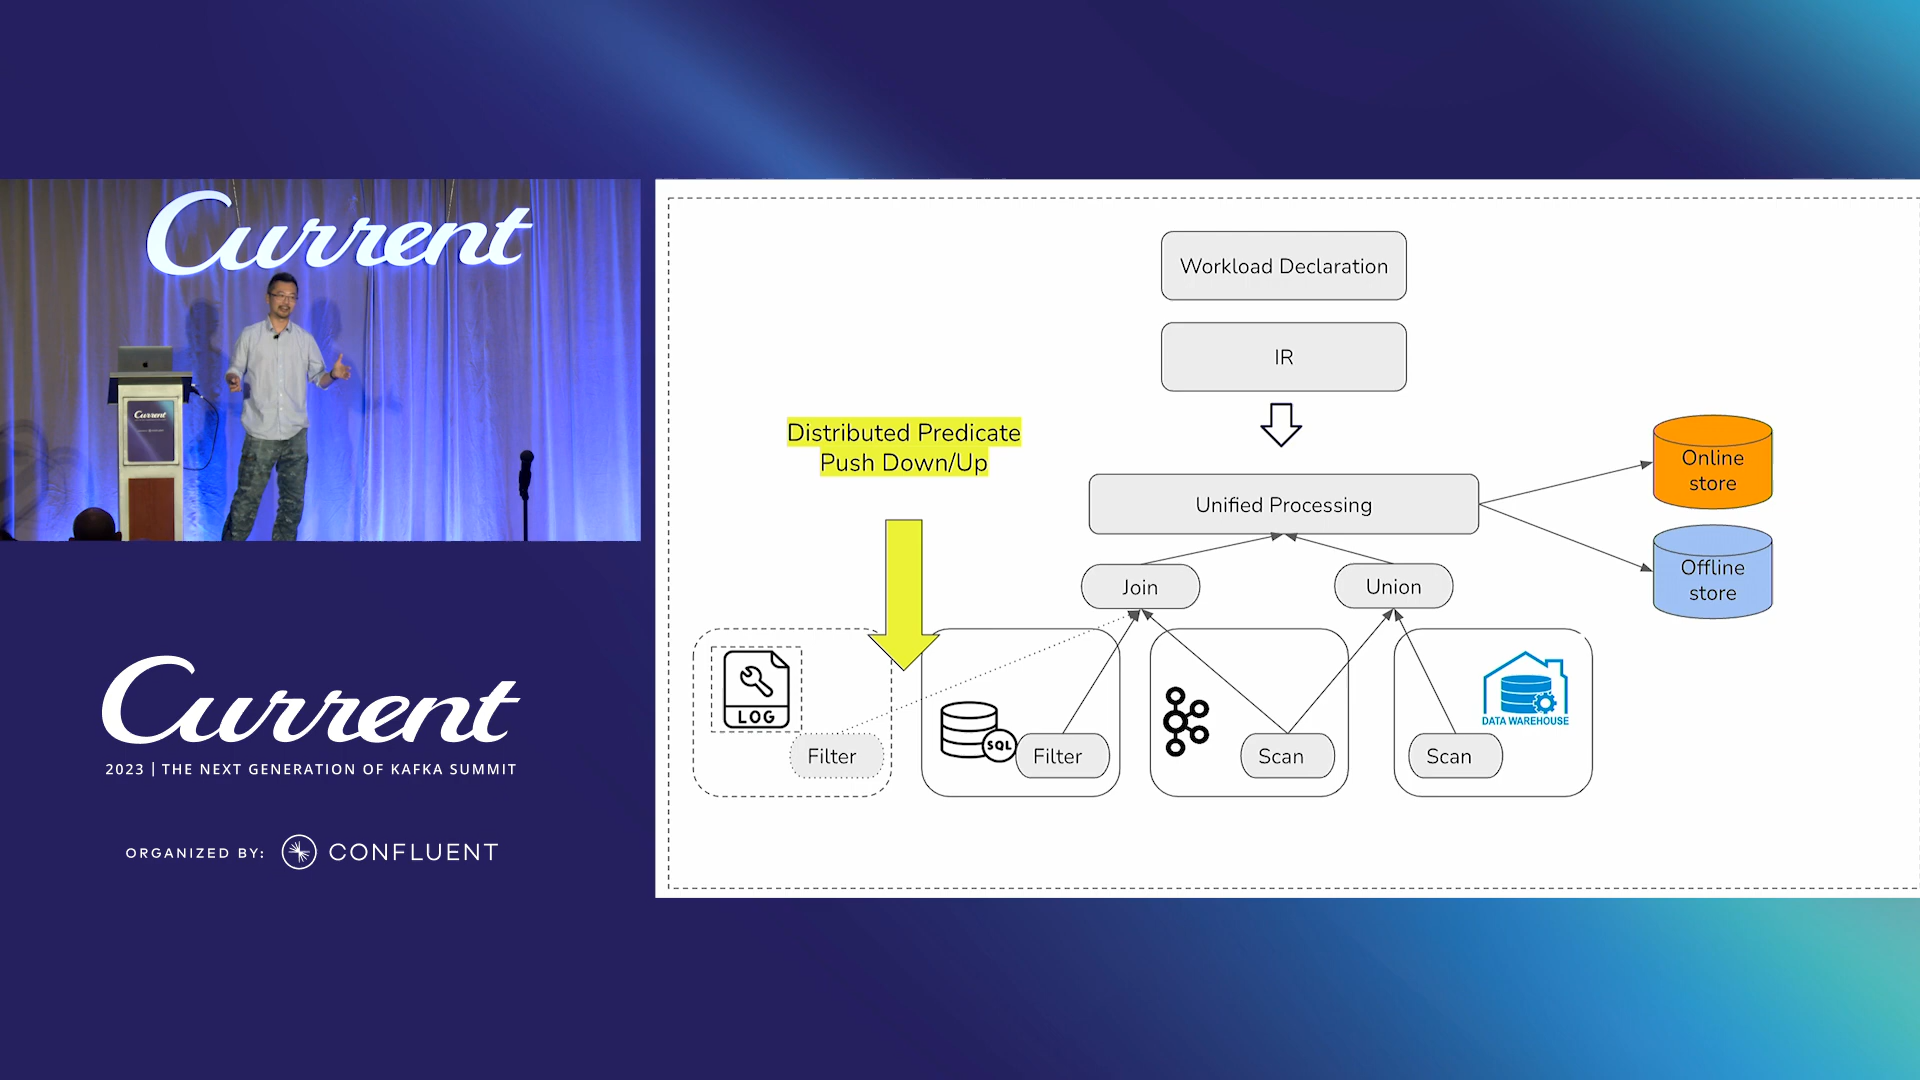 Current
Current
Current
2023 | THE NEXT GENERATION OF KAFKA SUMMIT
ORGANIZED BY: CONFLUENT
Workload Declaration
IR
Distributed Predicate
Push Down/Up
Unified Processing
Online
store
Offline
store
Join
Union
LOG
Filter
SQL
Filter
Scan
Scan
DATA WAREHOUSE